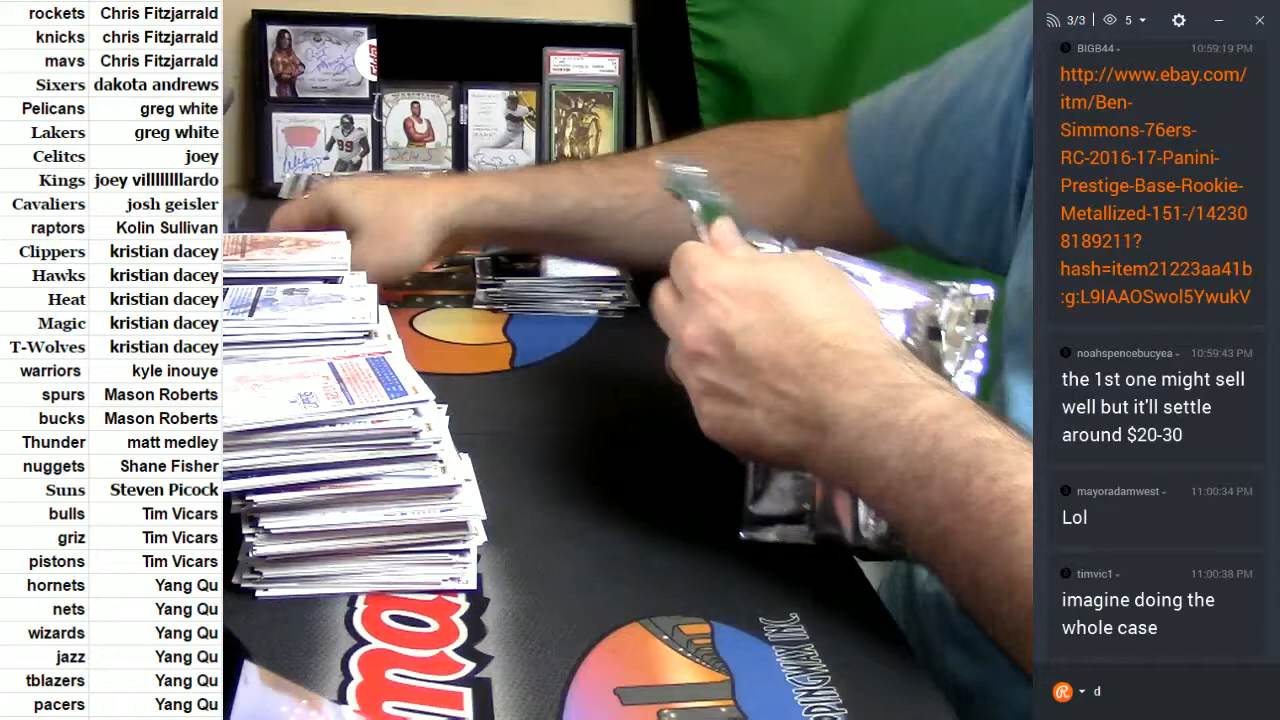 rockets Chris Fitzjarrald
knicks chris Fitzjarrald
mavs Chris Fitzjarrald
Sixers dakota andrews
Pelicans greg white
Lakers greg white
Celitcs joey
Kings joey villlllllllardo
Cavaliers josh geisler
raptors Kolin Sullivan
Clippers kristian dacey
Hawks kristian dacey
Heat kristian dacey
Magic kristian dacey
T-Wolves kristian dacey
warriors kyle inouye
spurs Mason Roberts
bucks Mason Roberts
Thunder matt medley
nuggets Shane Fisher
Suns Steven Picock
bulls Tim Vicars
griz Tim Vicars
pistons Tim Vicars
hornets Yang Qu
nets Yang Qu
wizards Yang Qu
jazz Yang Qu
tblazers Yang Qu
pacers Yang Qu
99
ma
PPINGWAX INC
3/3 5
BIGB44 10:59:19 PM
http://www.ebay.com/
itm/Ben-
Simmons-76ers-
RC-2016-17-Panini-
Prestige-Base-Rookie-
Metallized-151-/14230
8189211?
hash=item21223aa41b
:g:L9IAAOSwol5YwukV
noahspencebucyea 10:59:43 PM
the 1st one might sell
well but it'll settle
around $20-30
mayoradamwest 11:00:34 PM
Lol
timvic1 11:00:38 PM
imagine doing the
whole case
d